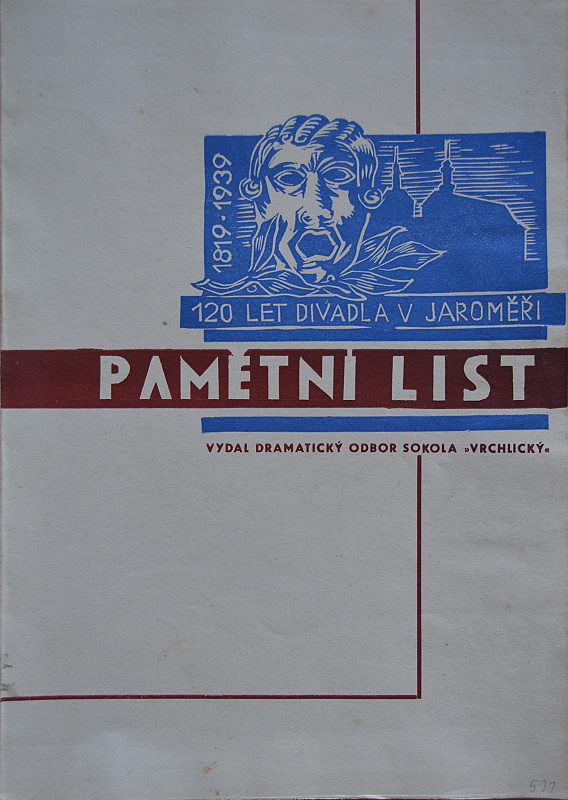 1819 · 1939
120 LET DIVADLA V JAROMĚŘI
PAMĚTNÍ LIST
VYDAL DRAMATICKÝ ODBOR SOKOLA »VRCHLICKÝ«